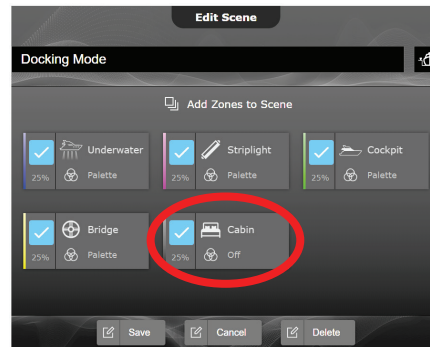 Edit Scene
Docking Mode
Add Zones to Scene
Underwater
25% Palette
Striplight
25% Palette
Cockpit
25% Palette
Bridge
25% Palette
Cabin
25% Off
Save Cancel Delete